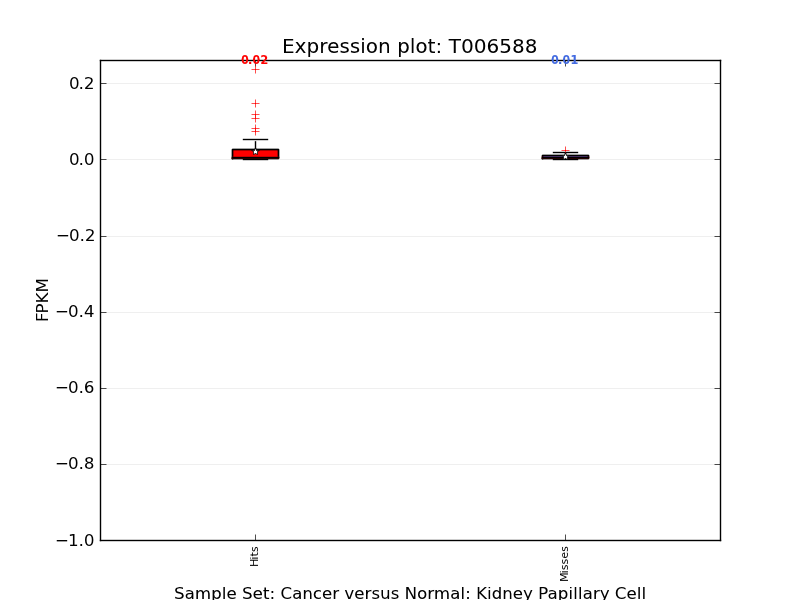 Expression plot: T006588
0.02
0.01
0.2
0.0
−0.2
−0.4
−0.6
−0.8
−1.0
FPKM
Hits
Misses
Sample Set: Cancer versus Normal: Kidney Papillary Cell